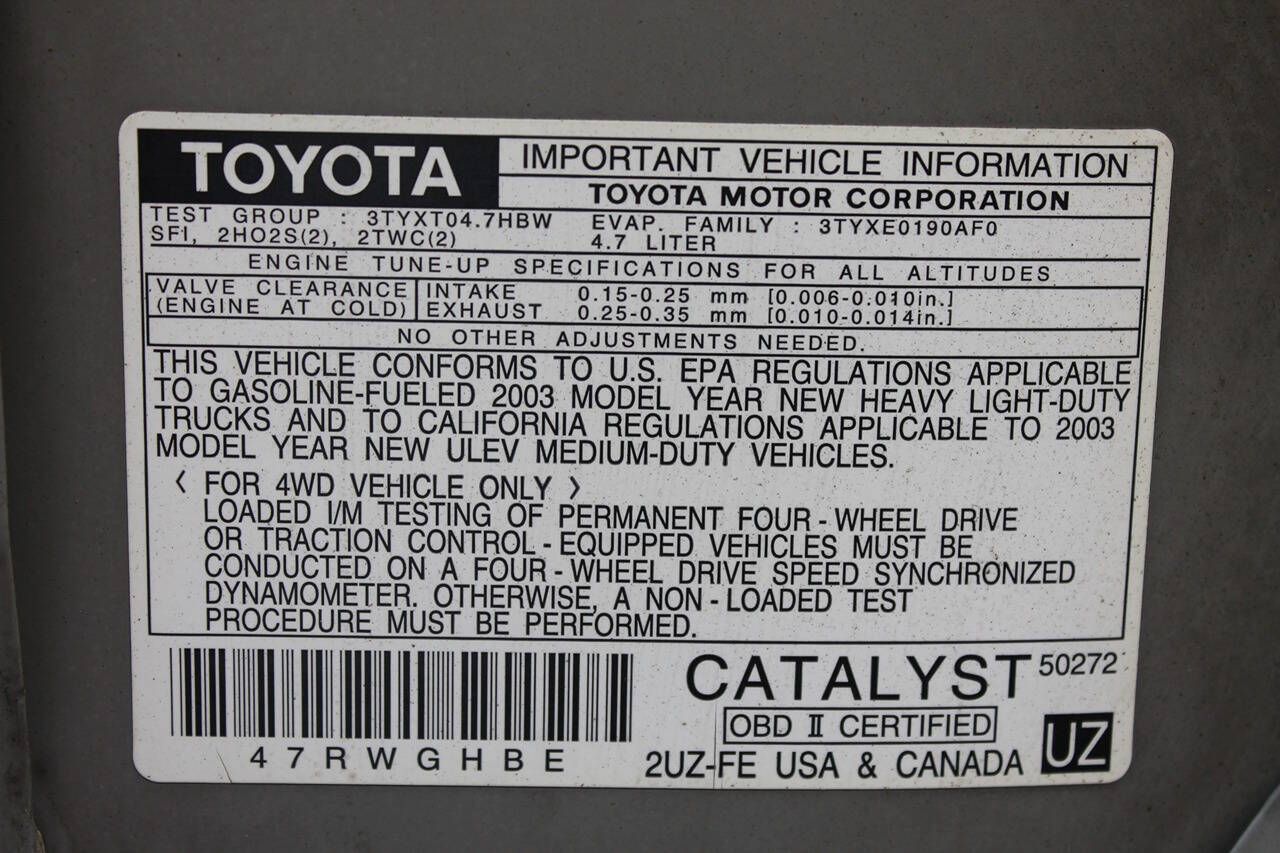 TOYOTA
IMPORTANT VEHICLE INFORMATION
TOYOTA MOTOR CORPORATION
TEST GROUP : 3TYXT04.7HBW EVAP. FAMILY : 3TYXE0190AF0
SFI, 2HO2S(2), 2TWC(2) 4.7 LITER
ENGINE TUNE-UP SPECIFICATIONS FOR ALL ALTITUDES
VALVE CLEARANCE INTAKE 0.15-0.25 mm [0.006-0.010in.]
(ENGINE AT COLD) EXHAUST 0.25-0.35 mm [0.010-0.014in.]
NO OTHER ADJUSTMENTS NEEDED.
THIS VEHICLE CONFORMS TO U.S. EPA REGULATIONS APPLICABLE
TO GASOLINE-FUELED 2003 MODEL YEAR NEW HEAVY LIGHT-DUTY
TRUCKS AND TO CALIFORNIA REGULATIONS APPLICABLE TO 2003
MODEL YEAR NEW ULEV MEDIUM-DUTY VEHICLES.
〈 FOR 4WD VEHICLE ONLY 〉
LOADED I/M TESTING OF PERMANENT FOUR-WHEEL DRIVE
OR TRACTION CONTROL-EQUIPPED VEHICLES MUST BE
CONDUCTED ON A FOUR-WHEEL DRIVE SPEED SYNCHRONIZED
DYNAMOMETER. OTHERWISE, A NON-LOADED TEST
PROCEDURE MUST BE PERFORMED.
47RWGHBE
CATALYST 50272
OBD II CERTIFIED
2UZ-FE USA & CANADA UZ